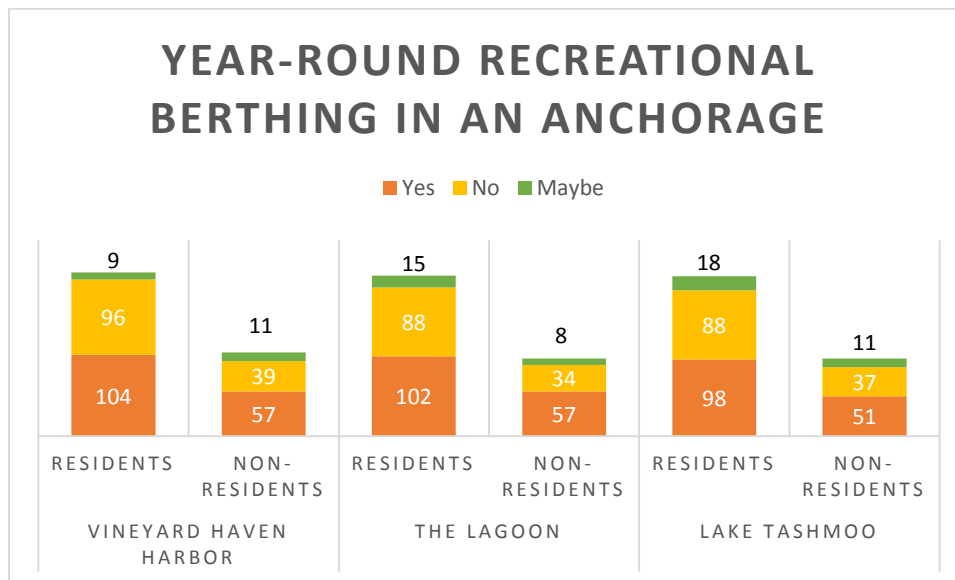 YEAR-ROUND RECREATIONAL
BERTHING IN AN ANCHORAGE
Yes No Maybe
9
96
104
11
39
57
15
88
102
8
34
57
18
88
98
11
37
51
RESIDENTS
NON-
RESIDENTS
RESIDENTS
NON-
RESIDENTS
RESIDENTS
NON-
RESIDENTS
VINEYARD HAVEN
HARBOR
THE LAGOON
LAKE TASHMOO